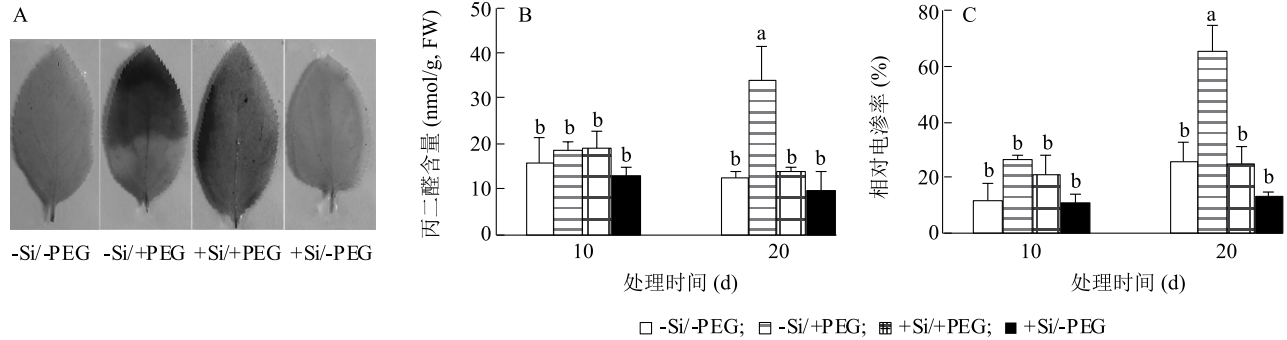 A
-Si/-PEG -Si/+PEG +Si/+PEG +Si/-PEG
B
丙二醛含量 (nmol/g, FW)
50
40
30
20
10
0
b b b b
b a b b
10 20
处理时间 (d)
C
相对电渗率 (%)
80
60
40
20
0
b b b b
b a b b
10 20
处理时间 (d)
-Si/-PEG; -Si/+PEG; +Si/+PEG; +Si/-PEG